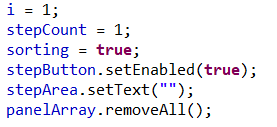 i = 1;
stepCount = 1;
sorting = true;
stepButton.setEnabled(true);
stepArea.setText("");
panelArray.removeAll();